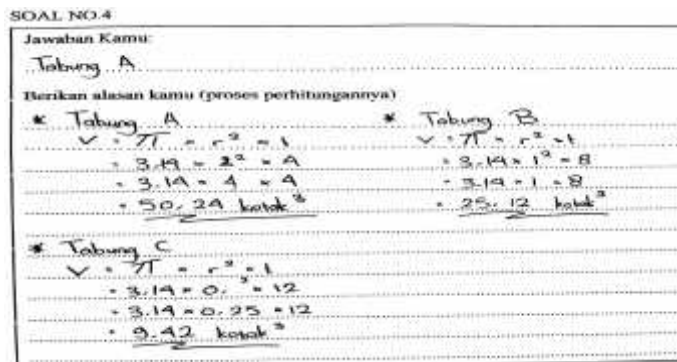 SOAL NO.4
Jawaban Kamu:
Tabung A
Berikan alasan kamu (proses perhitungannya)
* Tabung A
V = π × r² × t
= 3.14 × 2² × 4
= 3.14 × 4 × 4
= 50,24 kotak³
* Tabung B
V = π × r² × t
= 3.14 × 1² × 8
= 3.14 × 1 × 8
= 25,12 kotak³
* Tabung C
V = π × r² × t
= 3.14 × 0. ² × 12
= 3.14 × 0.25 × 12
= 9.42 kotak³